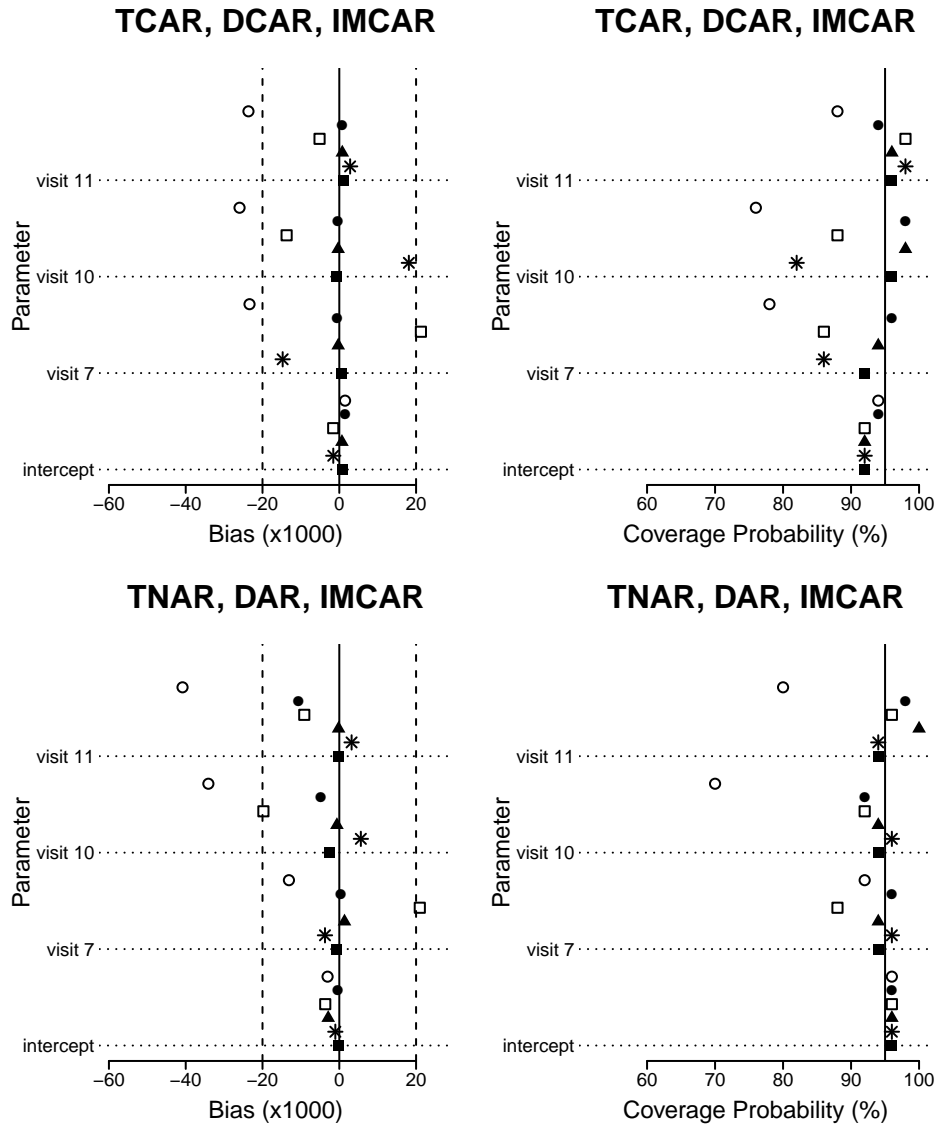 TCAR, DCAR, IMCAR
Parameter
visit 11
visit 10
visit 7
intercept
−60 −40 −20 0 20
Bias (x1000)
TCAR, DCAR, IMCAR
Parameter
visit 11
visit 10
visit 7
intercept
60 70 80 90 100
Coverage Probability (%)
TNAR, DAR, IMCAR
Parameter
visit 11
visit 10
visit 7
intercept
−60 −40 −20 0 20
Bias (x1000)
TNAR, DAR, IMCAR
Parameter
visit 11
visit 10
visit 7
intercept
60 70 80 90 100
Coverage Probability (%)